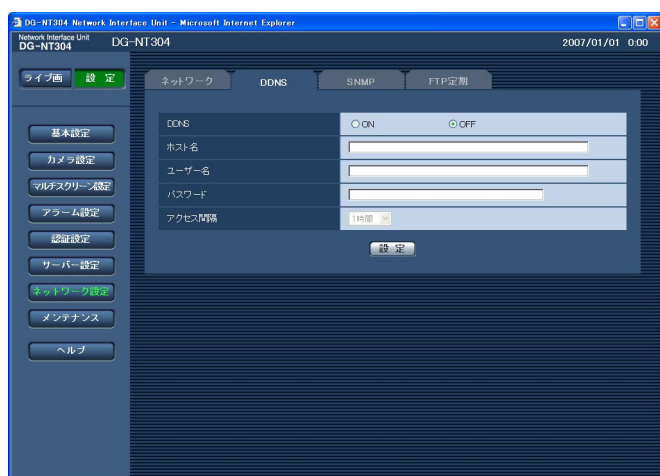 DG-NT304 Network Interface Unit - Microsoft Internet Explorer
Network Interface Unit
DG-NT304 DG-NT304 2007/01/01 0:00
ライブ画 設 定
ネットワーク DDNS SNMP FTP定期
DDNS ON OFF
ホスト名
ユーザー名
パスワード
アクセス間隔 1時間
設 定
基本設定
カメラ設定
マルチスクリーン設定
アラーム設定
認証設定
サーバー設定
ネットワーク設定
メンテナンス
ヘルプ